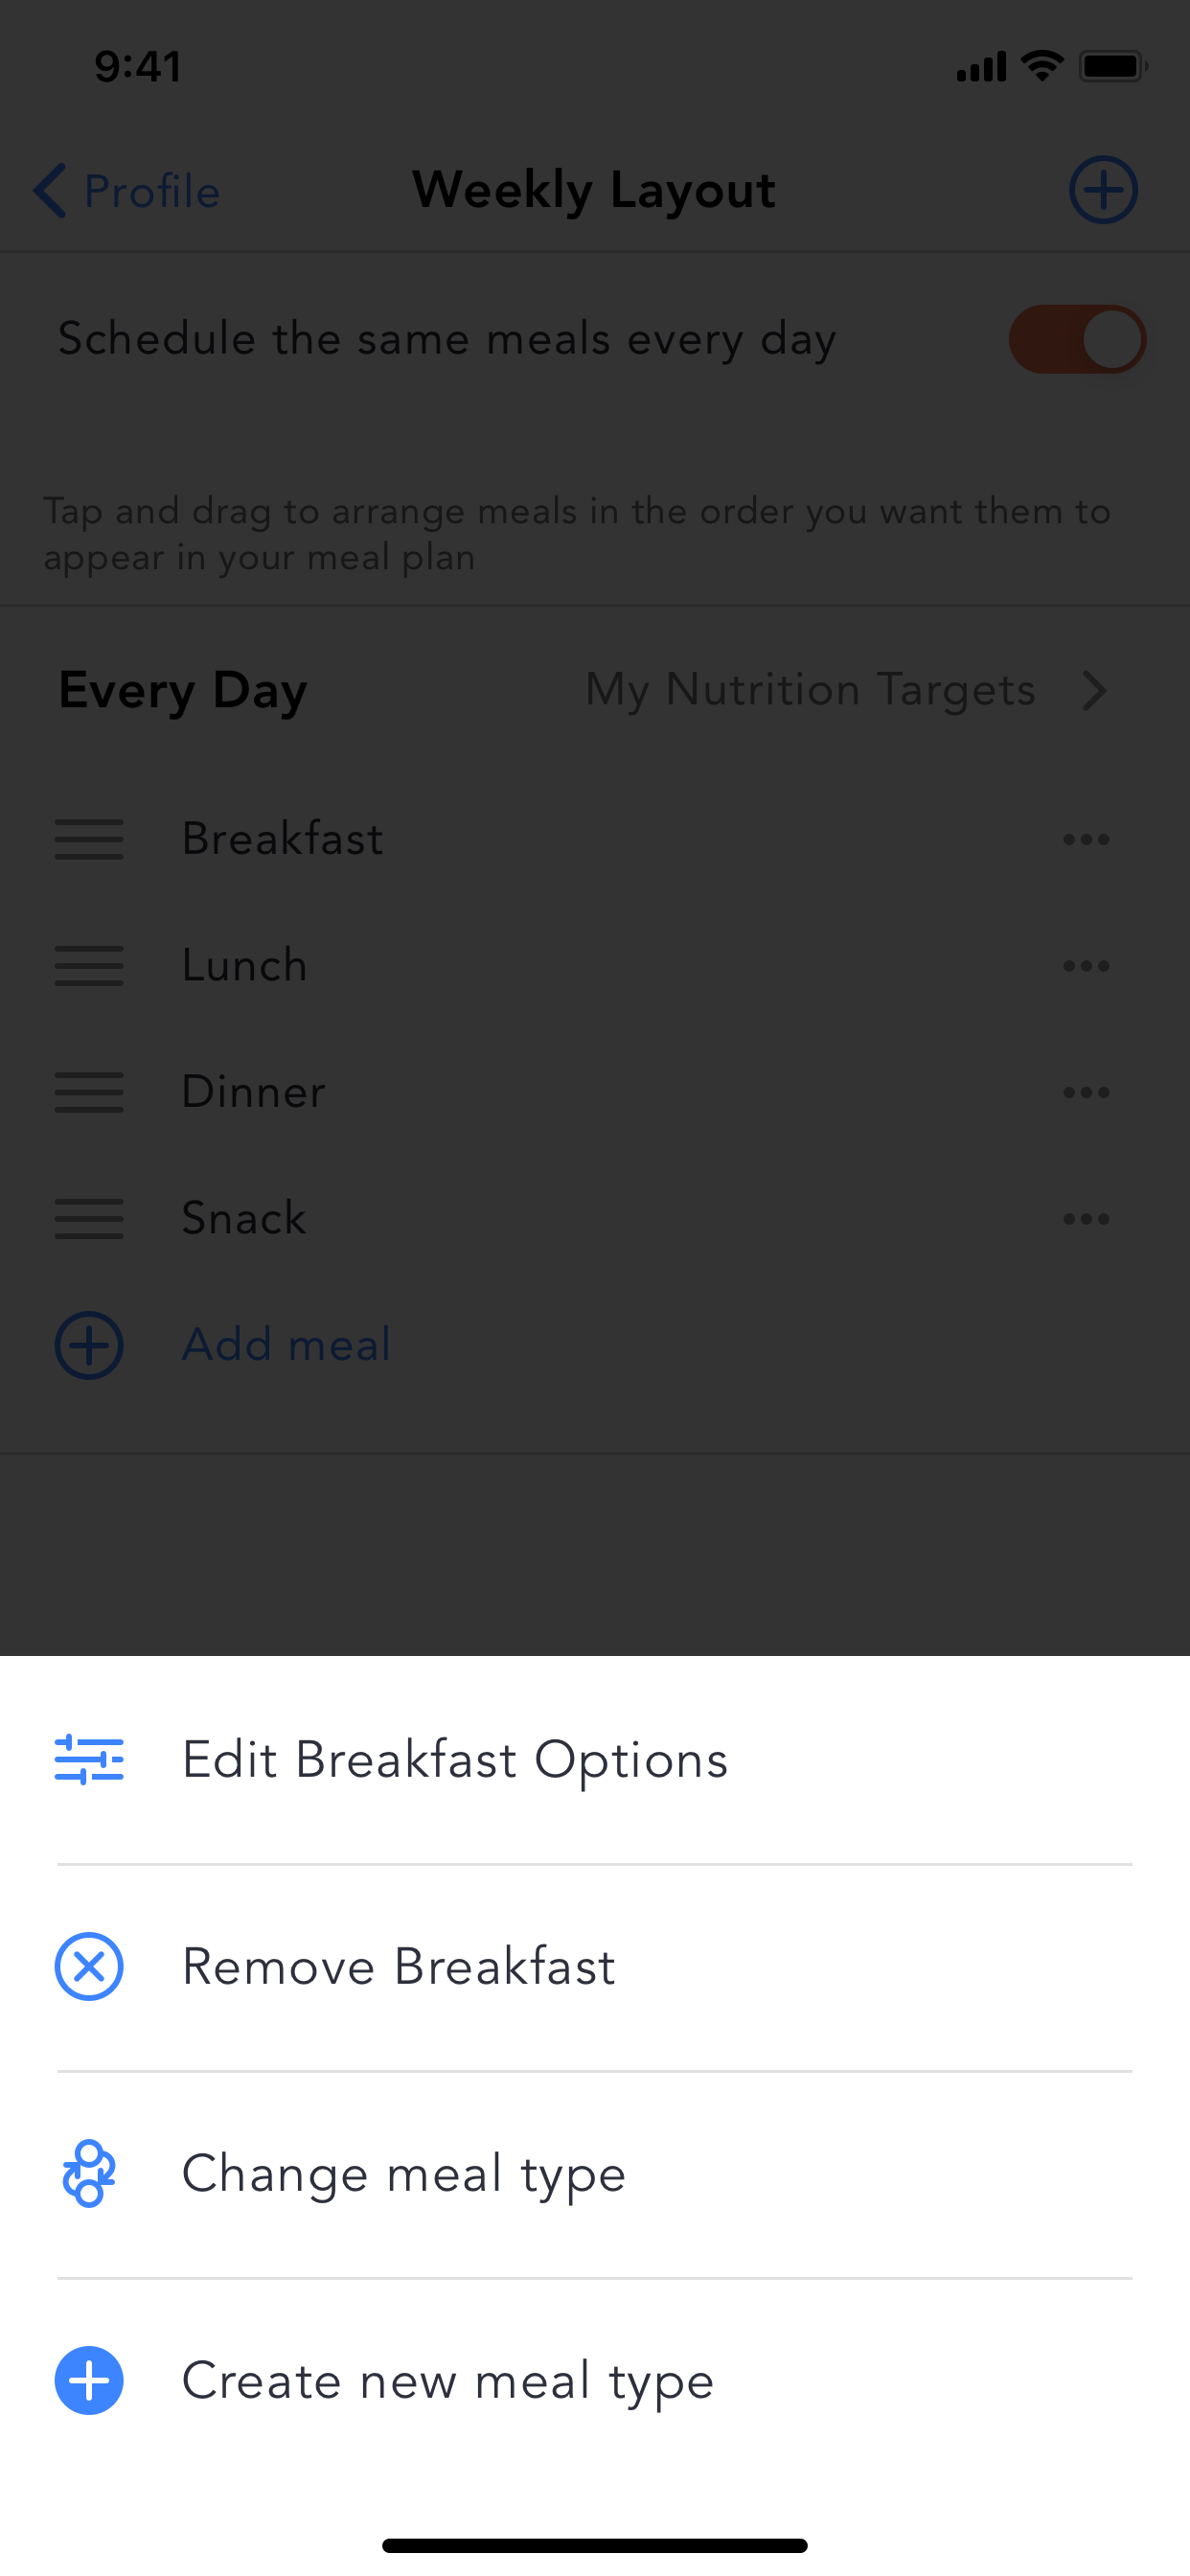 9:41
Profile
Weekly Layout
Schedule the same meals every day
Tap and drag to arrange meals in the order you want them to
appear in your meal plan
Every Day
My Nutrition Targets
Breakfast
Lunch
Dinner
Snack
Add meal
Edit Breakfast Options
Remove Breakfast
Change meal type
Create new meal type